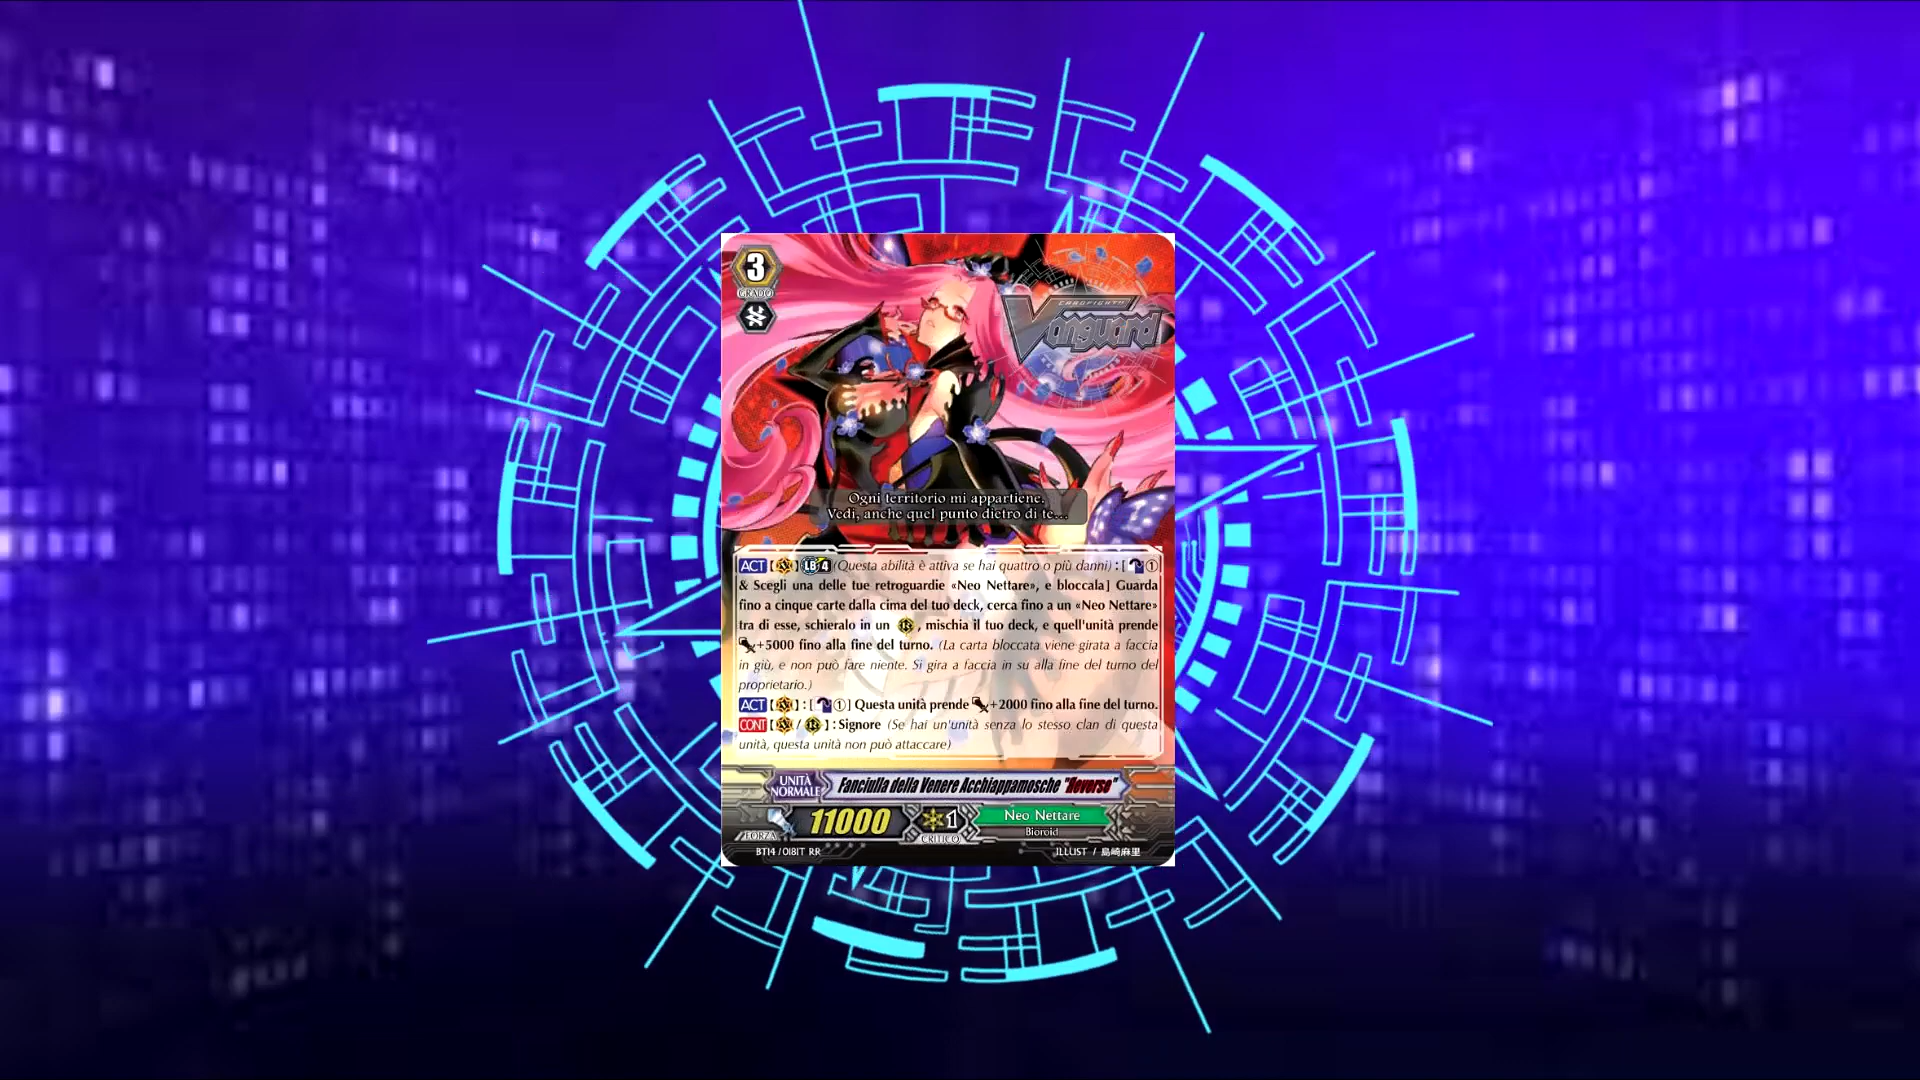 3
GRADO
CARDFIGHT!!
Vanguard
Ogni territorio mi appartiene.
Vedi, anche quel punto dietro di te...
ACT【 】LB 4 (Questa abilità è attiva se hai quattro o più danni) : [ ①
& Scegli una delle tue retroguardie «Neo Nettare», e bloccala] Guarda
fino a cinque carte dalla cima del tuo deck, cerca fino a un «Neo Nettare»
tra di esse, schieralo in un R , mischia il tuo deck, e quell'unità prende
+5000 fino alla fine del turno. (La carta bloccata viene girata a faccia
in giù, e non può fare niente. Si gira a faccia in su alla fine del turno del
proprietario.)
ACT【 】: [ ① ] Questa unità prende +2000 fino alla fine del turno.
CONT【 / R 】: Signore (Se hai un'unità senza lo stesso clan di questa
unità, questa unità non può attaccare)
UNITÀ
NORMALE
Fanciulla della Venere Acchiappamosche "Яeverse"
FORZA
11000
1
CRITICO
Neo Nettare
Bioroid
BT14 / 018IT RR
ILLUST / 島崎麻里